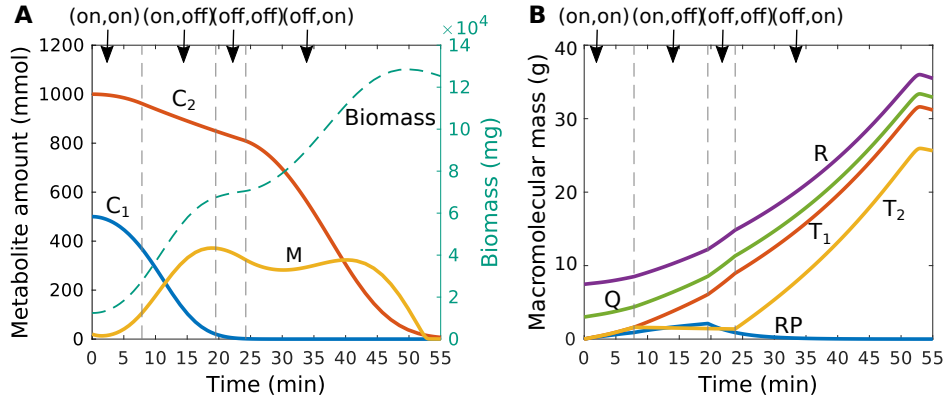 A
(on,on)
(on,off)
(off,off)
(off,on)
×10⁴
Metabolite amount (mmol)
1200
1000
800
600
400
200
0
14
12
10
8
6
4
2
0
Biomass (mg)
C₂
Biomass
C₁
M
0 5 10 15 20 25 30 35 40 45 50 55
Time (min)
B
(on,on)
(on,off)
(off,off)
(off,on)
Macromolecular mass (g)
40
30
20
10
0
R
T₂
T₁
Q
RP
0 5 10 15 20 25 30 35 40 45 50 55
Time (min)